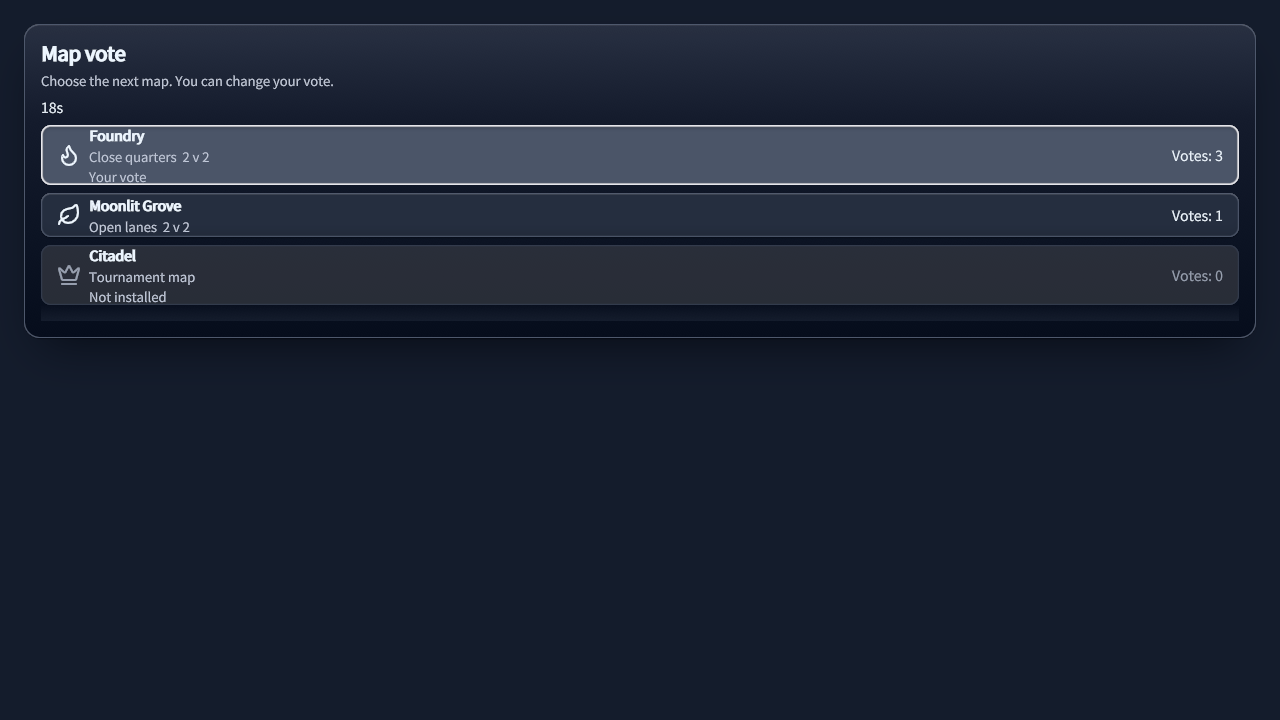 Map vote
Choose the next map. You can change your vote.
18s
Foundry
Close quarters 2 v 2
Your vote
Votes: 3
Moonlit Grove
Open lanes 2 v 2
Votes: 1
Citadel
Tournament map
Not installed
Votes: 0